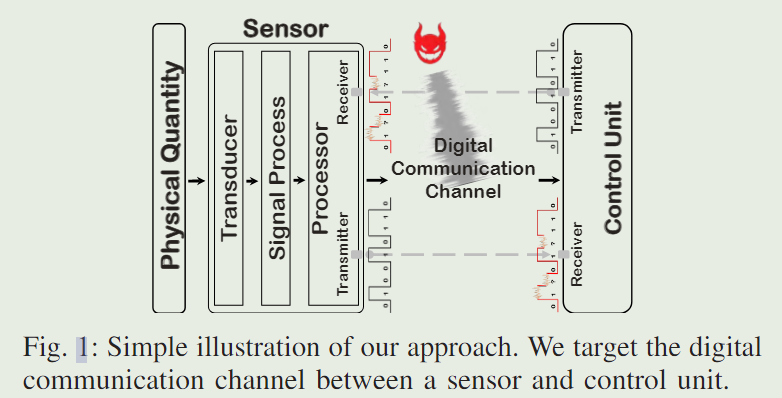 Sensor
Physical Quantity
Transducer
Signal Process
Processor
Receiver
Transmitter
Digital
Communication
Channel
Transmitter
Receiver
Control Unit
Fig. 1: Simple illustration of our approach. We target the digital
communication channel between a sensor and control unit.